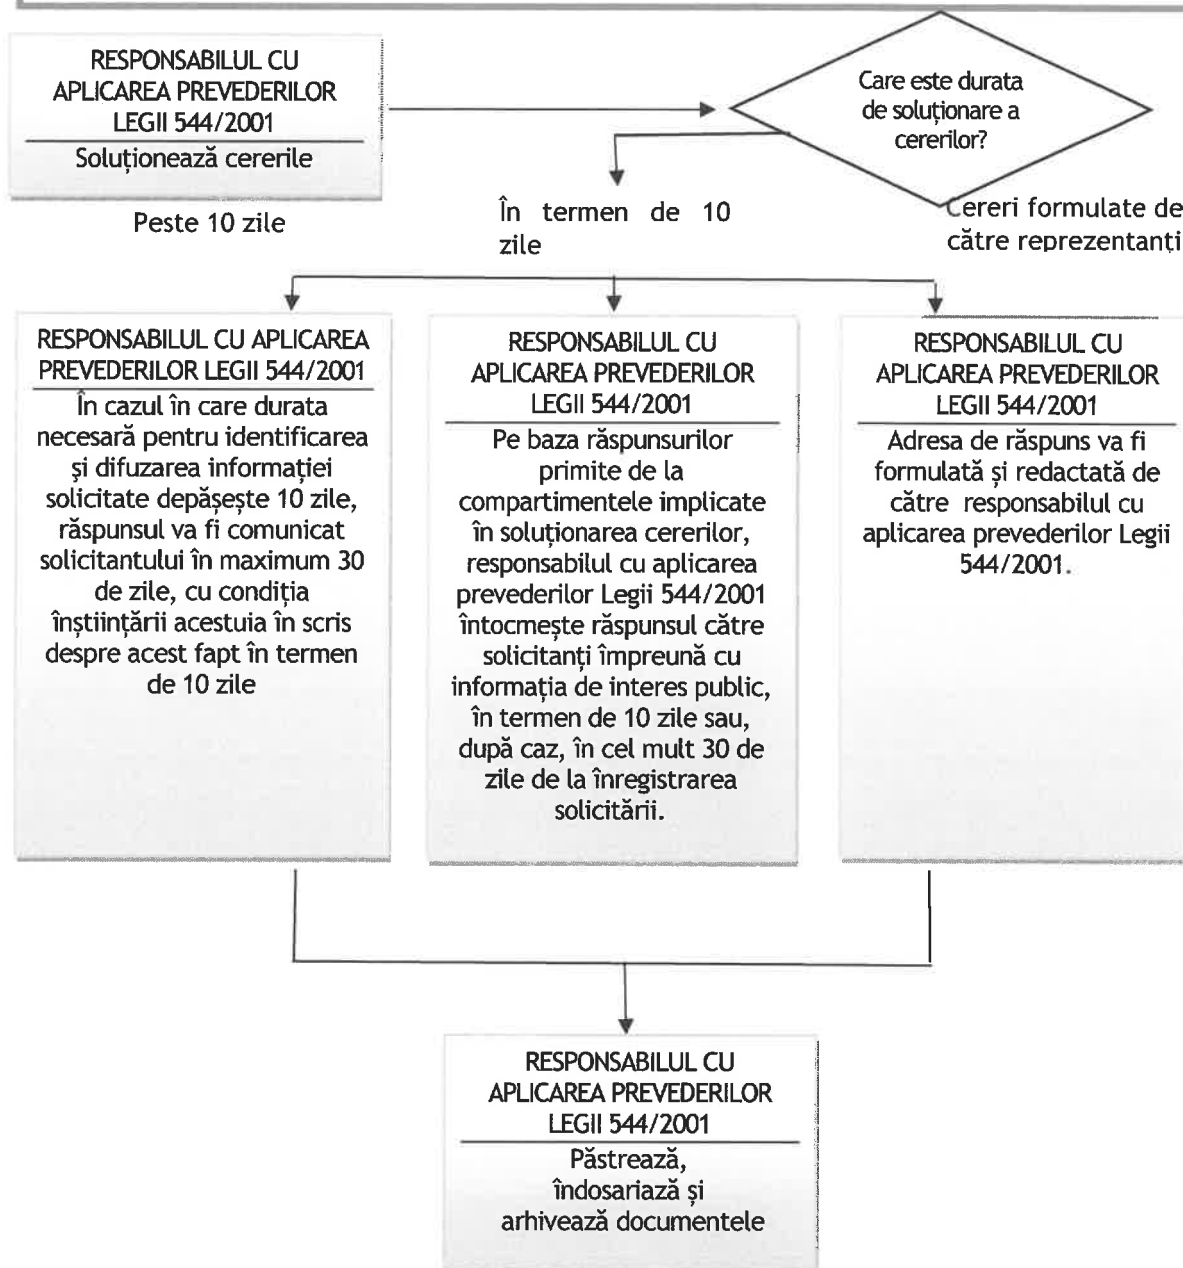 RESPONSABILUL CU
APLICAREA PREVEDERILOR
LEGII 544/2001
Soluționează cererile
Care este durata
de soluționare a
cererilor?
Peste 10 zile
În termen de 10
zile
Cereri formulate de
către reprezentanți
RESPONSABILUL CU APLICAREA
PREVEDERILOR LEGII 544/2001
În cazul în care durata
necesară pentru identificarea
și difuzarea informației
solicitate depășește 10 zile,
răspunsul va fi comunicat
solicitantului în maximum 30
de zile, cu condiția
înștiințării acestuia în scris
despre acest fapt în termen
de 10 zile
RESPONSABILUL CU
APLICAREA PREVEDERILOR
LEGII 544/2001
Pe baza răspunsurilor
primite de la
compartimentele implicate
în soluționarea cererilor,
responsabilul cu aplicarea
prevederilor Legii 544/2001
întocmește răspunsul către
solicitanți împreună cu
informația de interes public,
în termen de 10 zile sau,
după caz, în cel mult 30 de
zile de la înregistrarea
solicitării.
RESPONSABILUL CU
APLICAREA PREVEDERILOR
LEGII 544/2001
Adresa de răspuns va fi
formulată și redactată de
către responsabilul cu
aplicarea prevederilor Legii
544/2001.
RESPONSABILUL CU
APLICAREA PREVEDERILOR
LEGII 544/2001
Păstrează,
îndosariază și
arhivează documentele